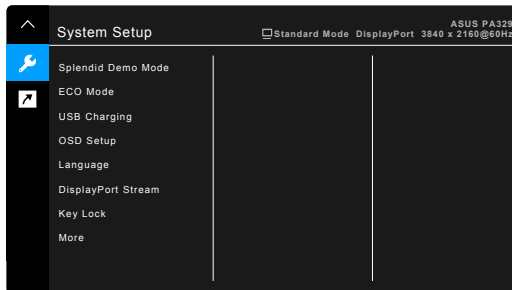 ASUS PA329
System Setup
Standard Mode DisplayPort 3840 x 2160@60Hz
Splendid Demo Mode
ECO Mode
USB Charging
OSD Setup
Language
DisplayPort Stream
Key Lock
More